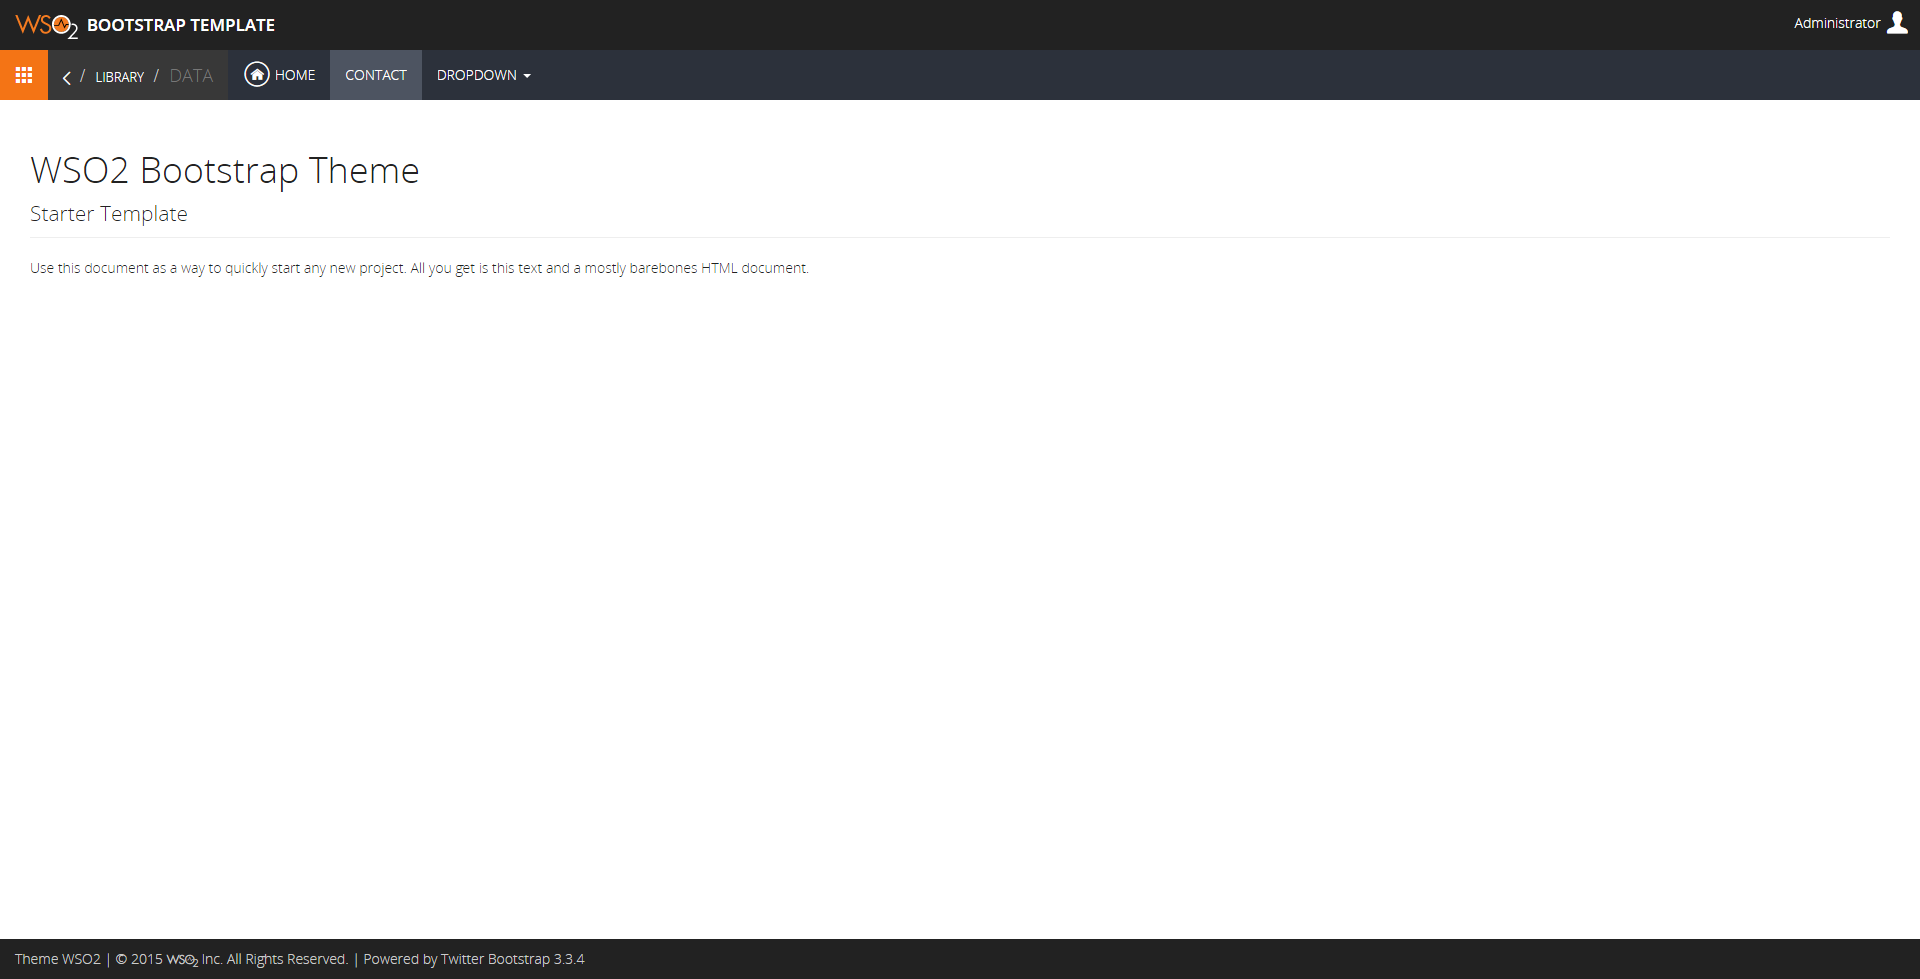 WSO2 BOOTSTRAP TEMPLATE
Administrator
/ LIBRARY / DATA HOME CONTACT DROPDOWN
WSO2 Bootstrap Theme
Starter Template
Use this document as a way to quickly start any new project. All you get is this text and a mostly barebones HTML document.
Theme WSO2 | © 2015 WSO2 Inc. All Rights Reserved. | Powered by Twitter Bootstrap 3.3.4